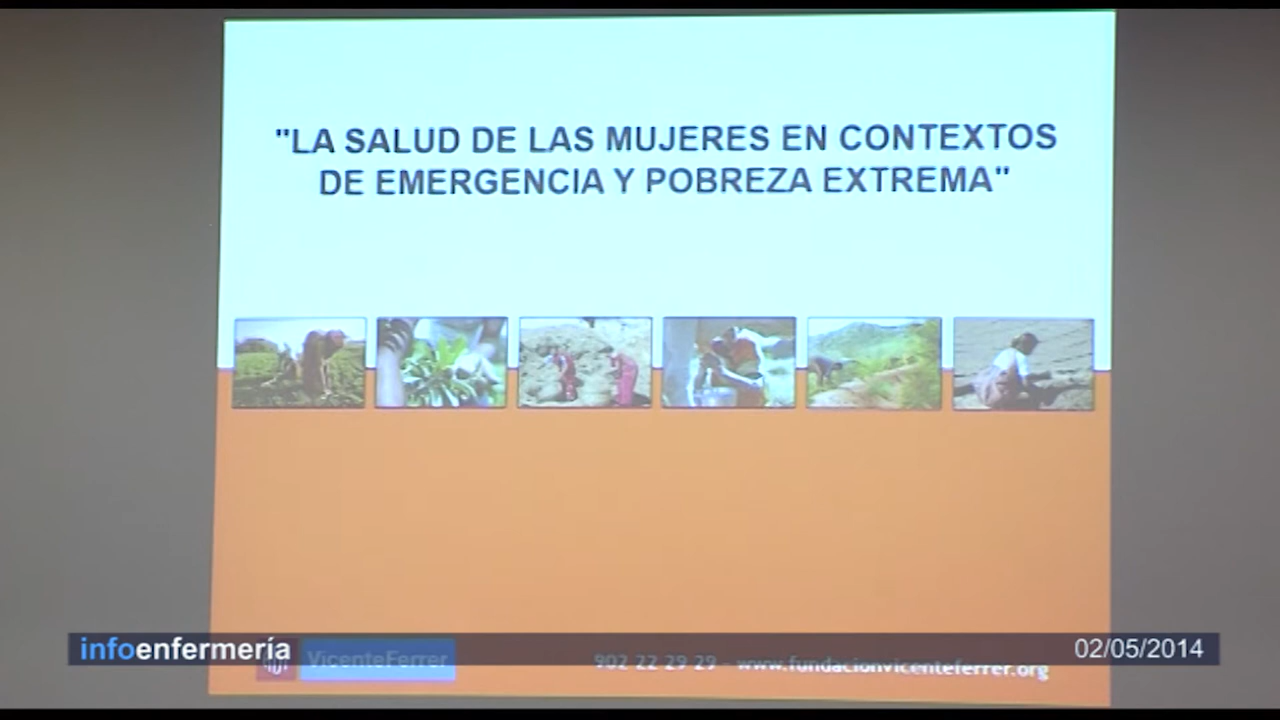 "LA SALUD DE LAS MUJERES EN CONTEXTOS
DE EMERGENCIA Y POBREZA EXTREMA"
infoenfermería
02/05/2014
VicenteFerrer
902 22 29 29 - www.fundacionvicenteferrer.org